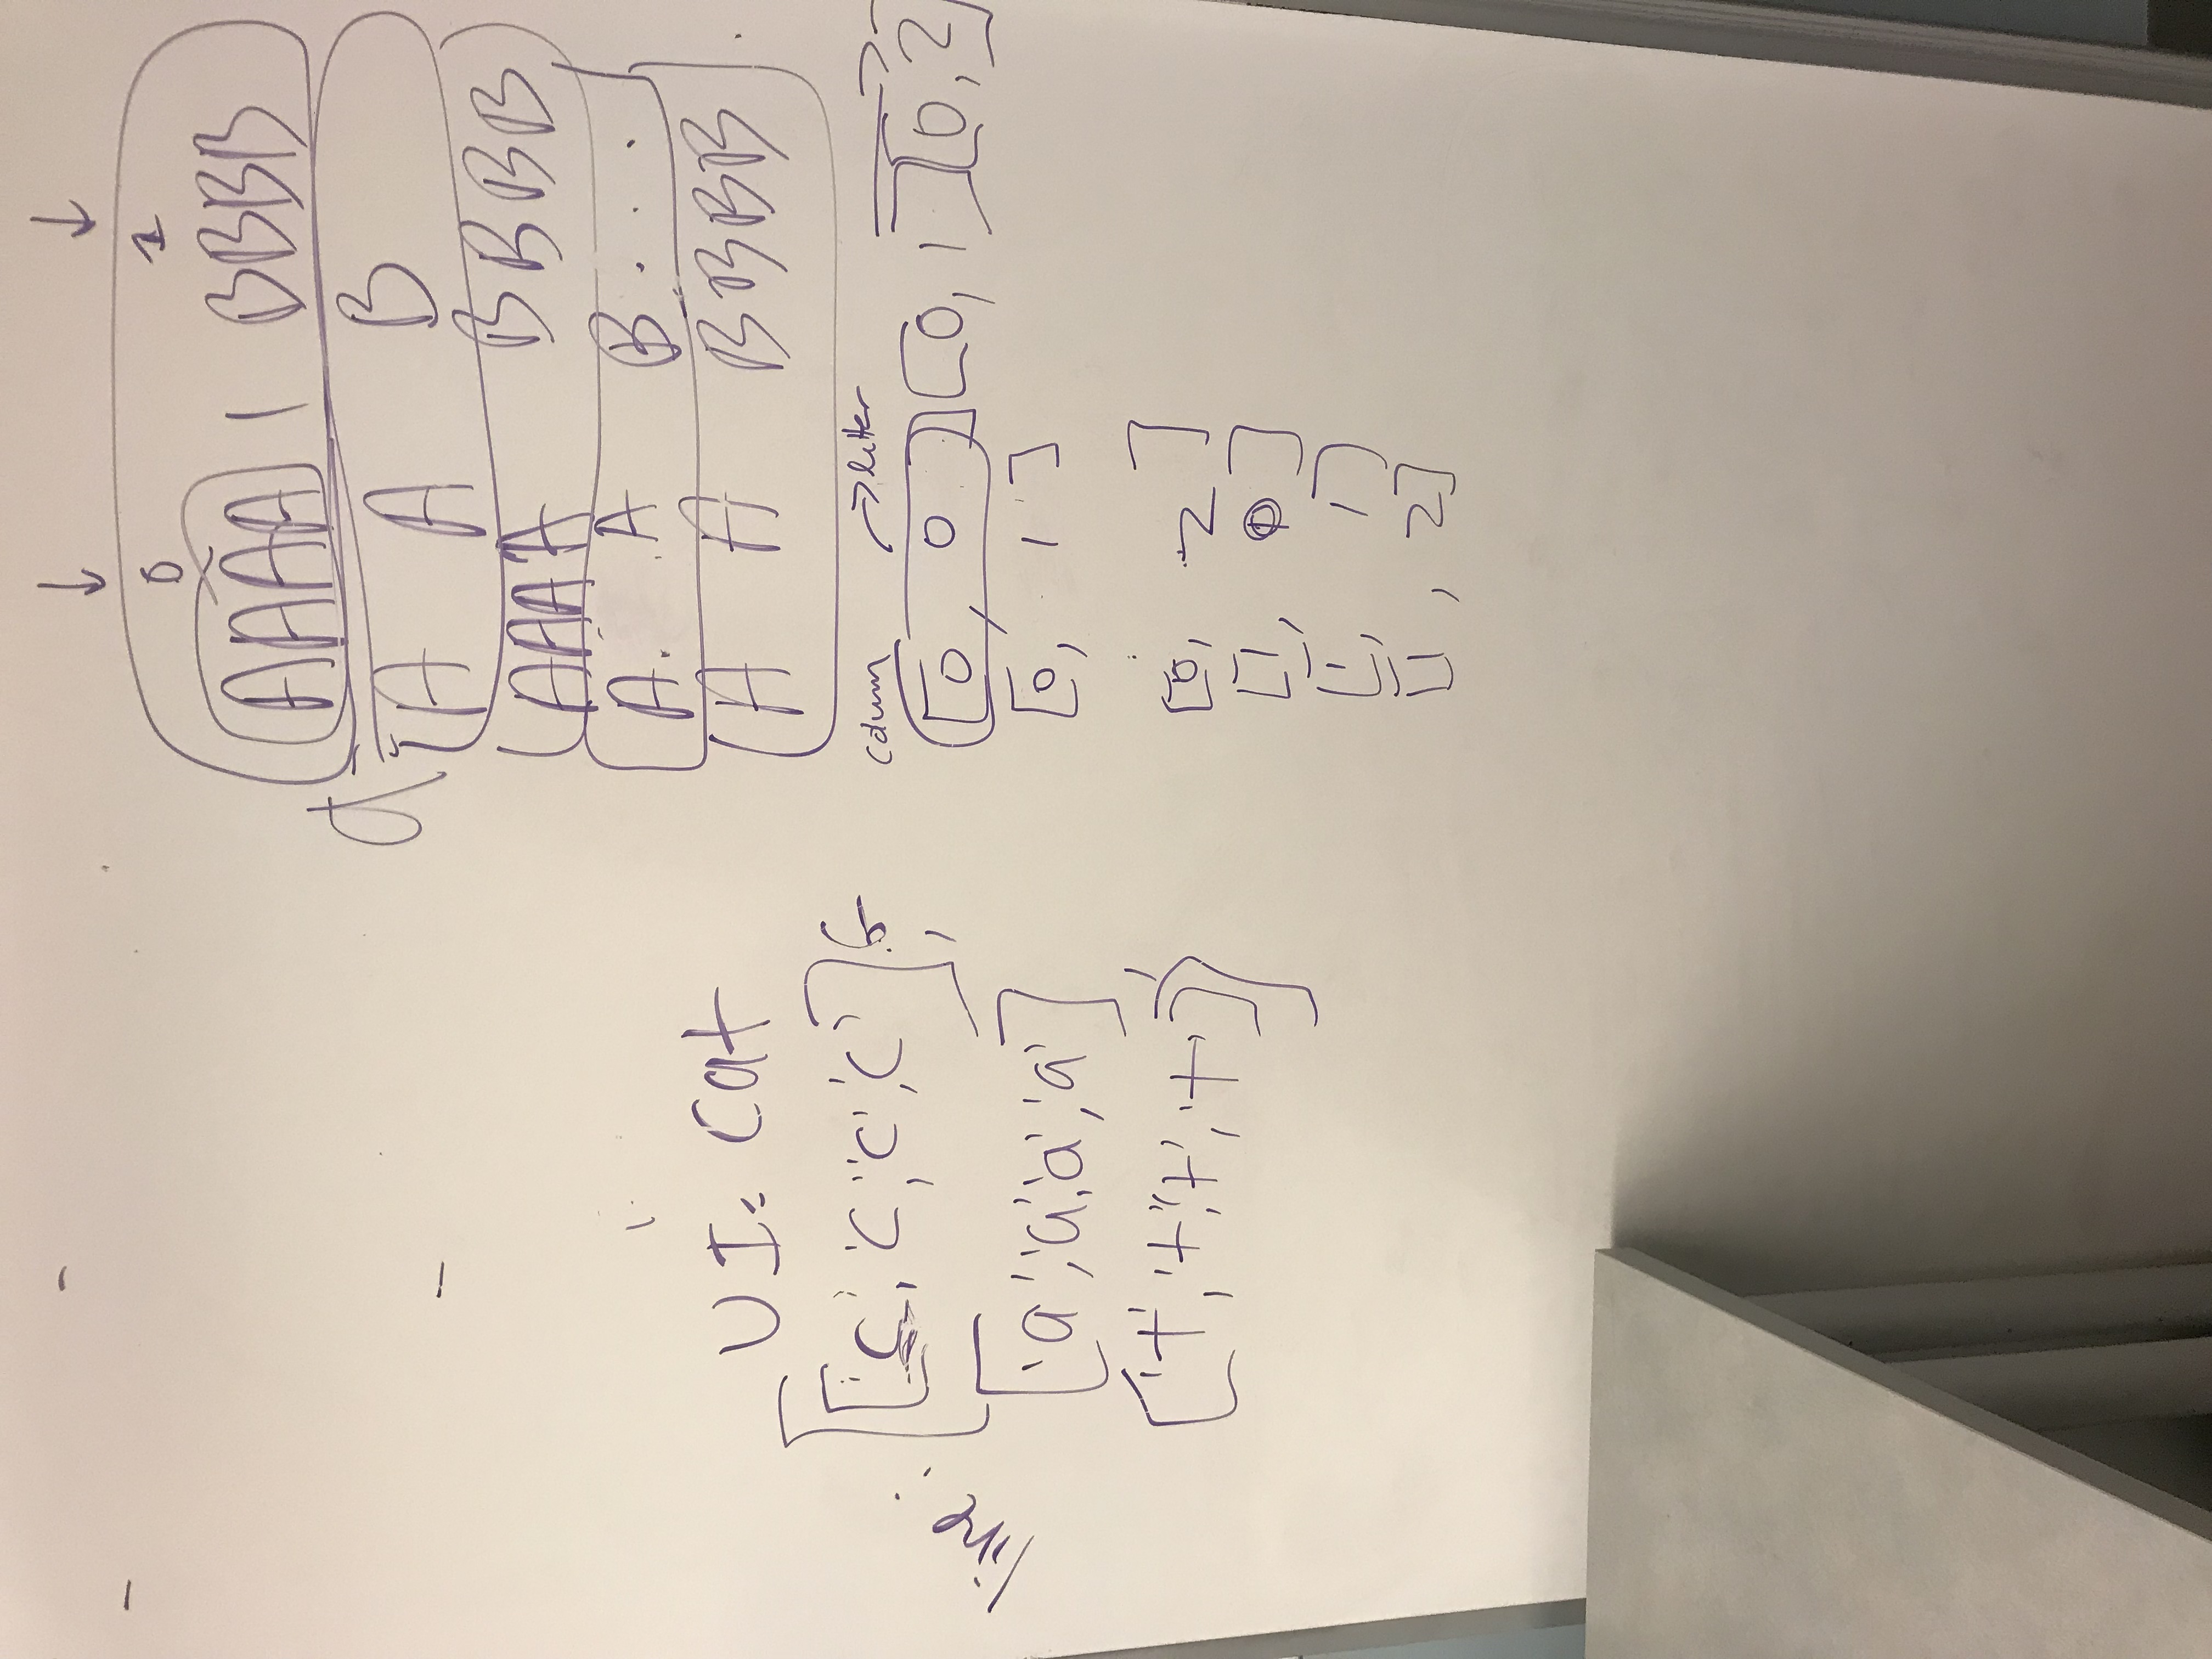 0 1
AAAA | BBBB
A A B
AAAA BBBB
A. .A B...
A A BBBB
UI: cat
line:
[['c', 'c', 'c', 'c'],
['a', 'a', 'a', 'a']
['t', 't', 't', 't']]
column → letter
[0, 0] [0, 1] [0, 2]
[0, 1]
[0, 2]
[1, 0]
[1, 1]
[1, 2]